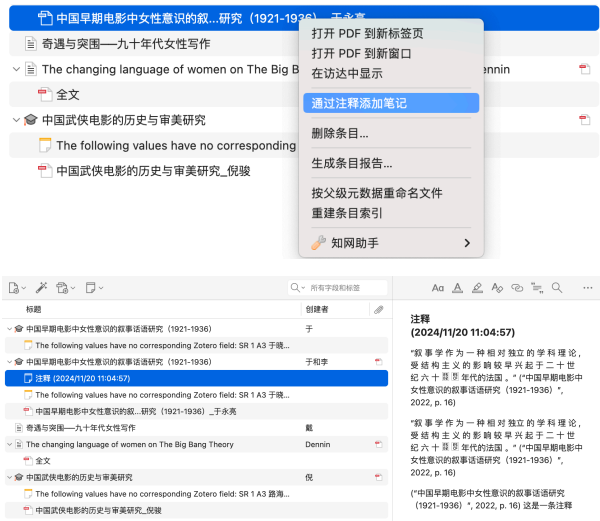 中国早期电影中女性意识的叙...研究（1921-1936）_于永亮
打开 PDF 到新标签页
奇遇与突围——九十年代女性写作
打开 PDF 到新窗口
The changing language of women on The Big B
在访达中显示
ennin
全文
通过注释添加笔记
中国武侠电影的历史与审美研究
删除条目...
The following values have no corresponding
生成条目报告...
中国武侠电影的历史与审美研究_倪骏
按父级元数据重命名文件
重建条目索引
知网助手
所有字段和标签
标题 创建者
中国早期电影中女性意识的叙事话语研究（1921-1936） 于
The following values have no corresponding Zotero field: SR 1 A3 于晓...
中国早期电影中女性意识的叙事话语研究（1921-1936） 于和李
注释 (2024/11/20 11:04:57)
The following values have no corresponding Zotero field: SR 1 A3 于晓...
中国早期电影中女性意识的叙...研究（1921-1936）_于永亮
奇遇与突围——九十年代女性写作 戴
The changing language of women on The Big Bang Theory Dennin
全文
中国武侠电影的历史与审美研究 倪
The following values have no corresponding Zotero field: SR 1 A3 路海...
中国武侠电影的历史与审美研究_倪骏
Aa
注释
(2024/11/20 11:04:57)
“叙事学作为一种相对独立的学科理论，
受结构主义的影响较早兴起于二十世
纪六十 年代的法国 。” (“中国早期电影中
女性意识的叙事话语研究（1921-1936）”,
2022, p. 16)
“叙事学作为一种相对独立的学科理论，
受结构主义的影响较早兴起于二十世
纪六十 年代的法国 。” (“中国早期电影中
女性意识的叙事话语研究（1921-1936）”,
2022, p. 16)
(“中国早期电影中女性意识的叙事话语研究
（1921-1936）”, 2022, p. 16) 这是一条注释